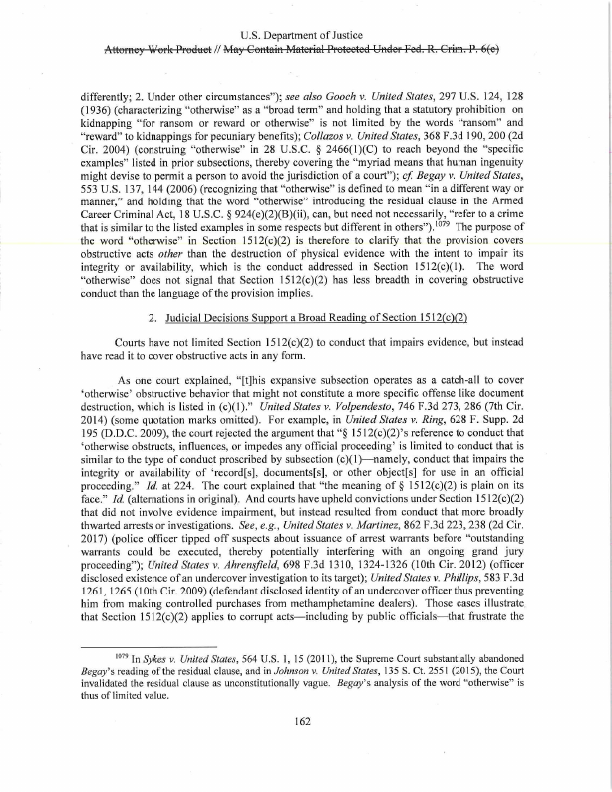 U.S. Department of Justice
Attorney Work Product // May Contain Material Protected Under Fed. R. Crim. P. 6(e)
differently; 2. Under other circumstances"); see also Gooch v. United States, 297 U.S. 124, 128
(1936) (characterizing "otherwise" as a "broad term" and holding that a statutory prohibition on
kidnapping "for ransom or reward or otherwise" is not limited by the words "ransom" and
"reward" to kidnappings for pecuniary benefits); Collazos v. United States, 368 F.3d 190, 200 (2d
Cir. 2004) (construing "otherwise" in 28 U.S.C. § 2466(1)(C) to reach beyond the "specific
examples" listed in prior subsections, thereby covering the "myriad means that human ingenuity
might devise to permit a person to avoid the jurisdiction of a court"); cf. Begay v. United States,
553 U.S. 137, 144 (2006) (recognizing that "otherwise" is defined to mean "in a different way or
manner," and holding that the word "otherwise" introducing the residual clause in the Armed
Career Criminal Act, 18 U.S.C. § 924(e)(2)(B)(ii), can, but need not necessarily, "refer to a crime
that is similar to the listed examples in some respects but different in others").1079 The purpose of
the word "otherwise" in Section 1512(c)(2) is therefore to clarify that the provision covers
obstructive acts other than the destruction of physical evidence with the intent to impair its
integrity or availability, which is the conduct addressed in Section 1512(c)(1). The word
"otherwise" does not signal that Section 1512(c)(2) has less breadth in covering obstructive
conduct than the language of the provision implies.
2. Judicial Decisions Support a Broad Reading of Section 1512(c)(2)
Courts have not limited Section 1512(c)(2) to conduct that impairs evidence, but instead
have read it to cover obstructive acts in any form.
As one court explained, "[t]his expansive subsection operates as a catch-all to cover
'otherwise' obstructive behavior that might not constitute a more specific offense like document
destruction, which is listed in (c)(1)." United States v. Volpendesto, 746 F.3d 273, 286 (7th Cir.
2014) (some quotation marks omitted). For example, in United States v. Ring, 628 F. Supp. 2d
195 (D.D.C. 2009), the court rejected the argument that "§ 1512(c)(2)'s reference to conduct that
'otherwise obstructs, influences, or impedes any official proceeding' is limited to conduct that is
similar to the type of conduct proscribed by subsection (c)(1)—namely, conduct that impairs the
integrity or availability of 'record[s], documents[s], or other object[s] for use in an official
proceeding." Id. at 224. The court explained that "the meaning of § 1512(c)(2) is plain on its
face." Id. (alternations in original). And courts have upheld convictions under Section 1512(c)(2)
that did not involve evidence impairment, but instead resulted from conduct that more broadly
thwarted arrests or investigations. See, e.g., United States v. Martinez, 862 F.3d 223, 238 (2d Cir.
2017) (police officer tipped off suspects about issuance of arrest warrants before "outstanding
warrants could be executed, thereby potentially interfering with an ongoing grand jury
proceeding"); United States v. Ahrensfield, 698 F.3d 1310, 1324-1326 (10th Cir. 2012) (officer
disclosed existence of an undercover investigation to its target); United States v. Phillips, 583 F.3d
1261, 1265 (10th Cir. 2009) (defendant disclosed identity of an undercover officer thus preventing
him from making controlled purchases from methamphetamine dealers). Those cases illustrate
that Section 1512(c)(2) applies to corrupt acts—including by public officials—that frustrate the
1079 In Sykes v. United States, 564 U.S. 1, 15 (2011), the Supreme Court substantially abandoned
Begay's reading of the residual clause, and in Johnson v. United States, 135 S. Ct. 2551 (2015), the Court
invalidated the residual clause as unconstitutionally vague. Begay's analysis of the word "otherwise" is
thus of limited value.
162